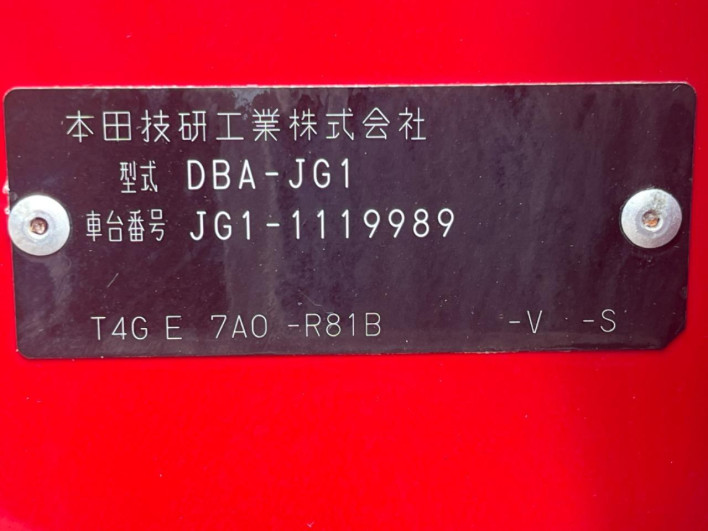 本田技研工業株式会社
型式 DBA-JG1
車台番号 JG1-1119989
T4G E 7A0 -R81B -V -S